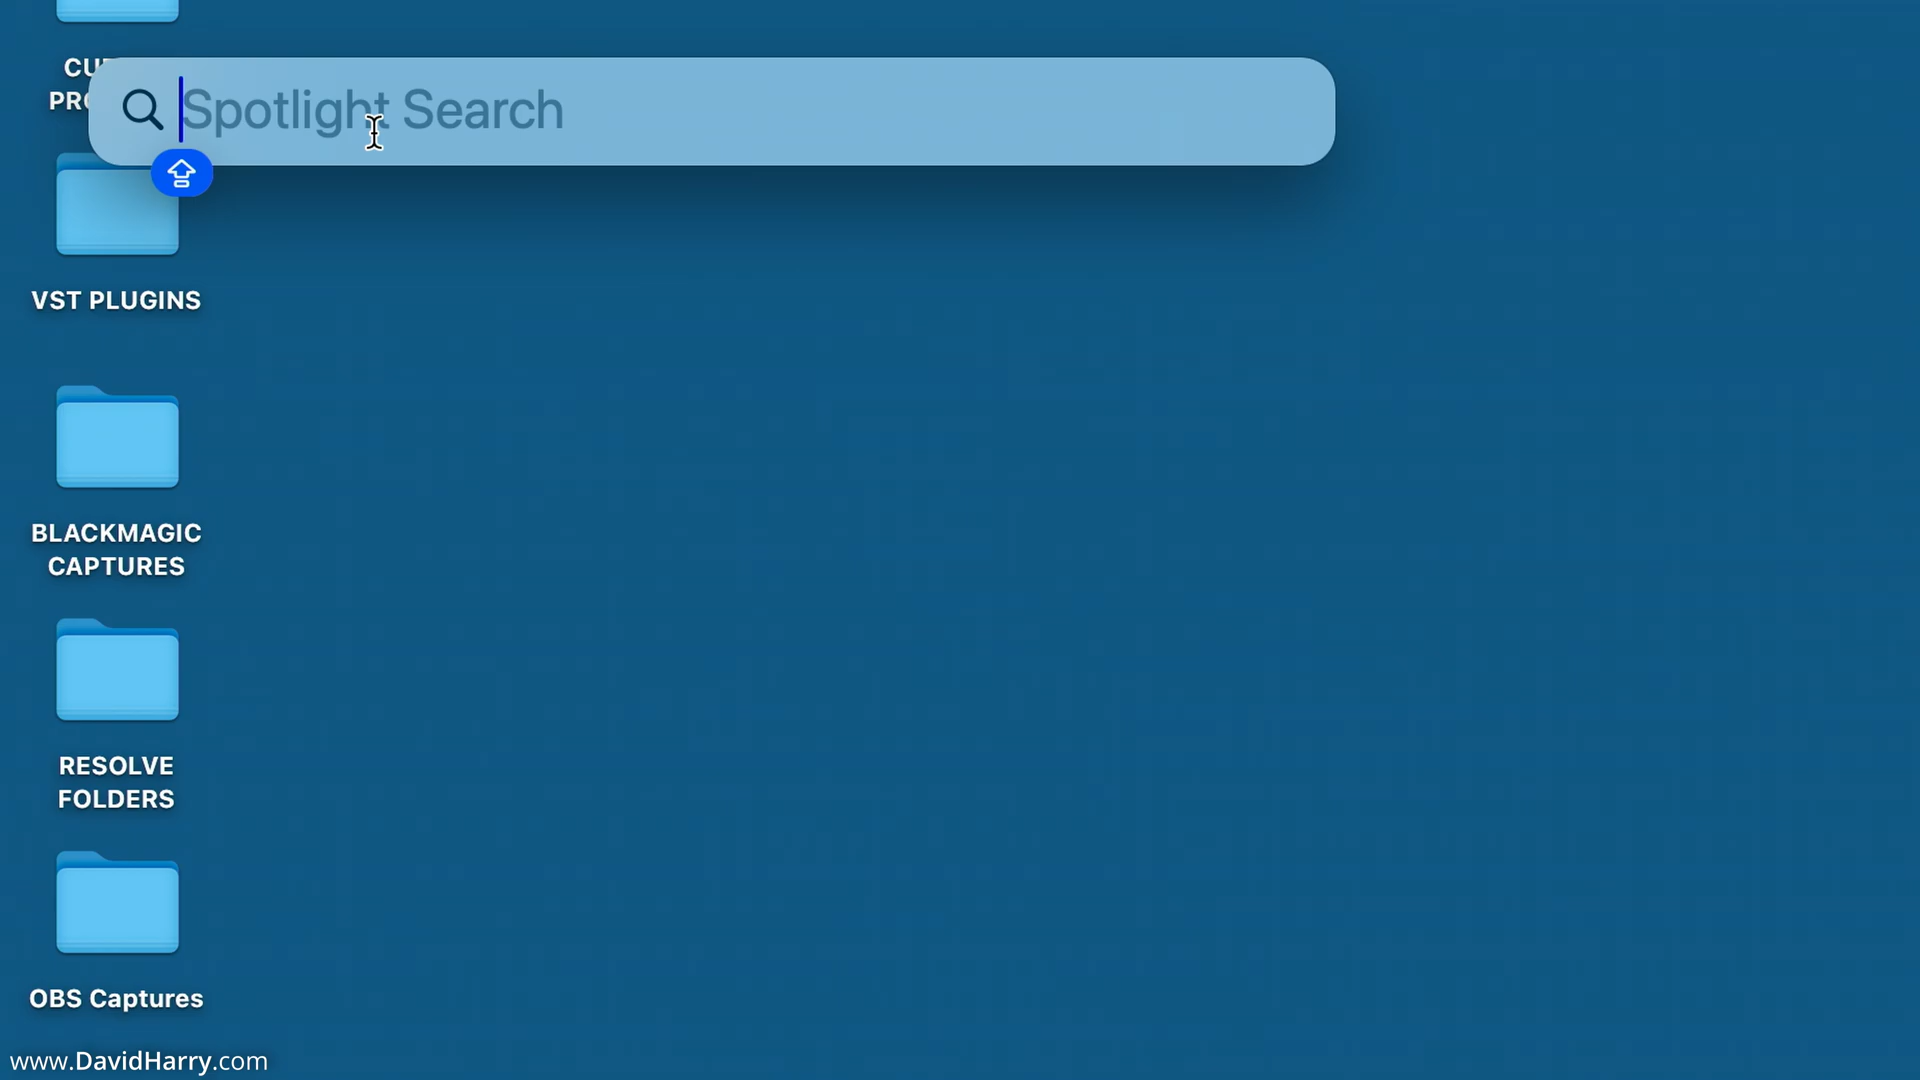 Spotlight Search
VST PLUGINS
BLACKMAGIC
CAPTURES
RESOLVE
FOLDERS
OBS Captures
www.DavidHarry.com